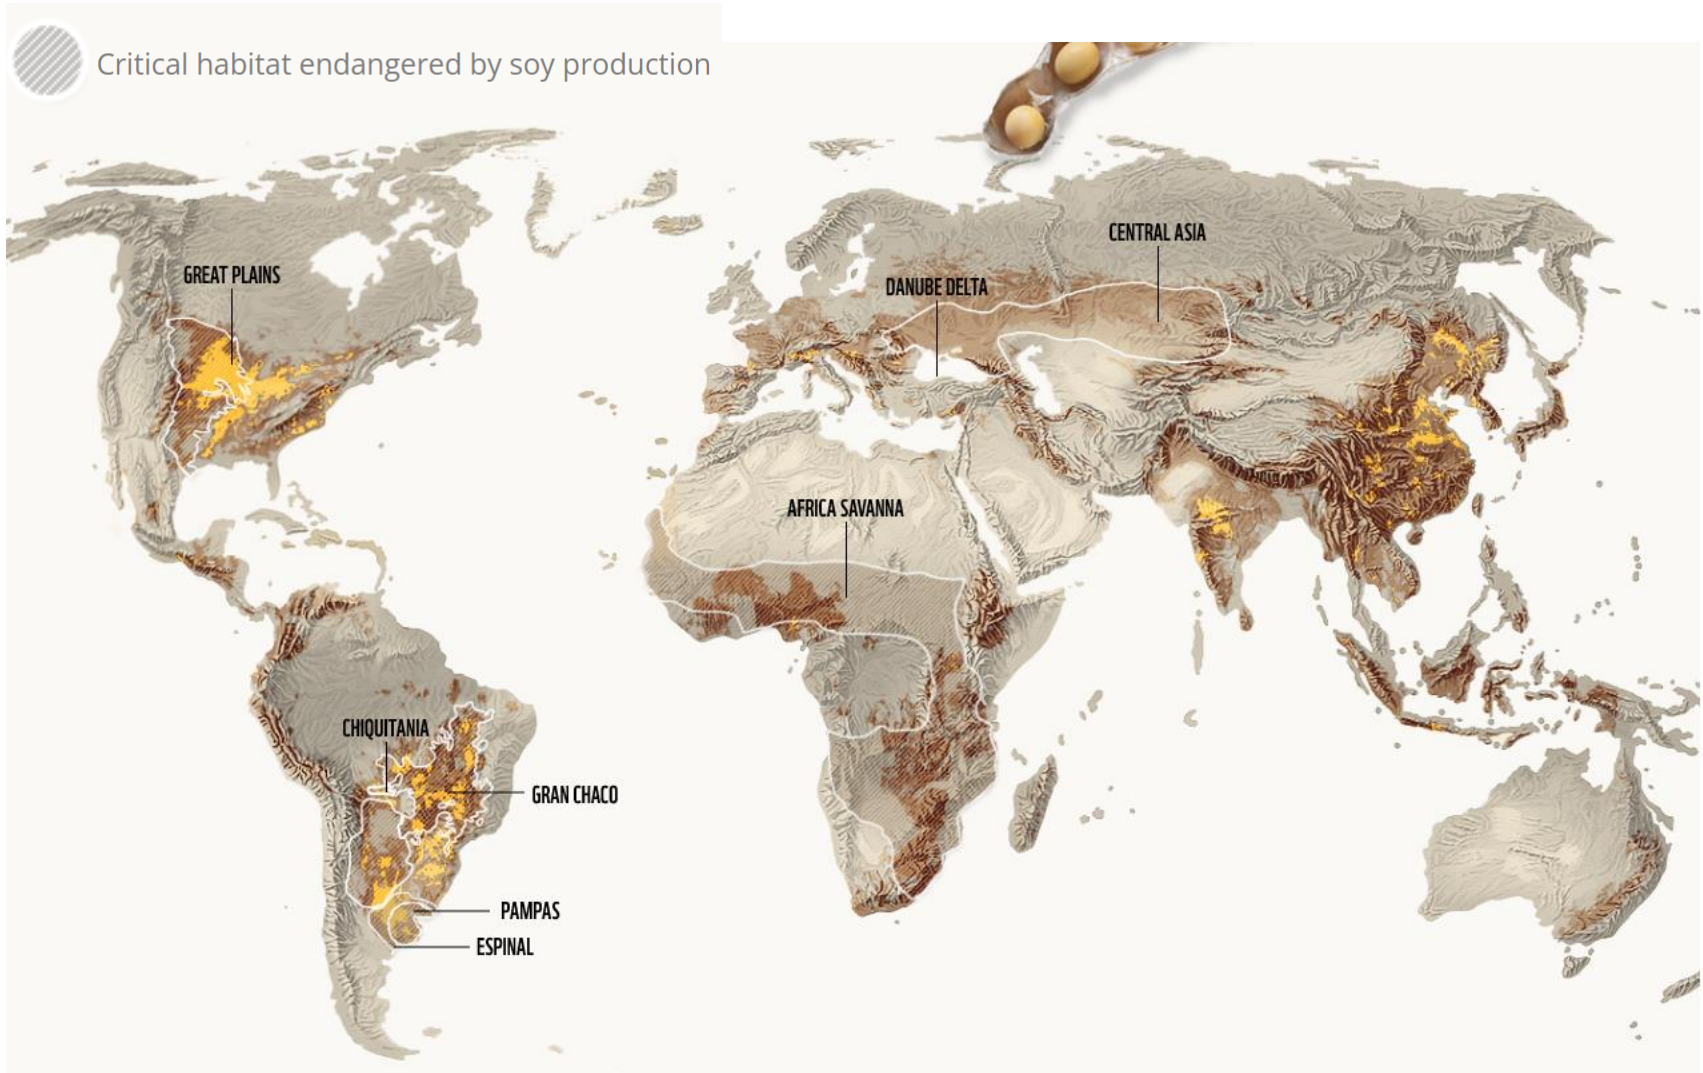 Critical habitat endangered by soy production
CENTRAL ASIA
GREAT PLAINS
DANUBE DELTA
AFRICA SAVANNA
CHIQUITANIA
GRAN CHACO
PAMPAS
ESPINAL